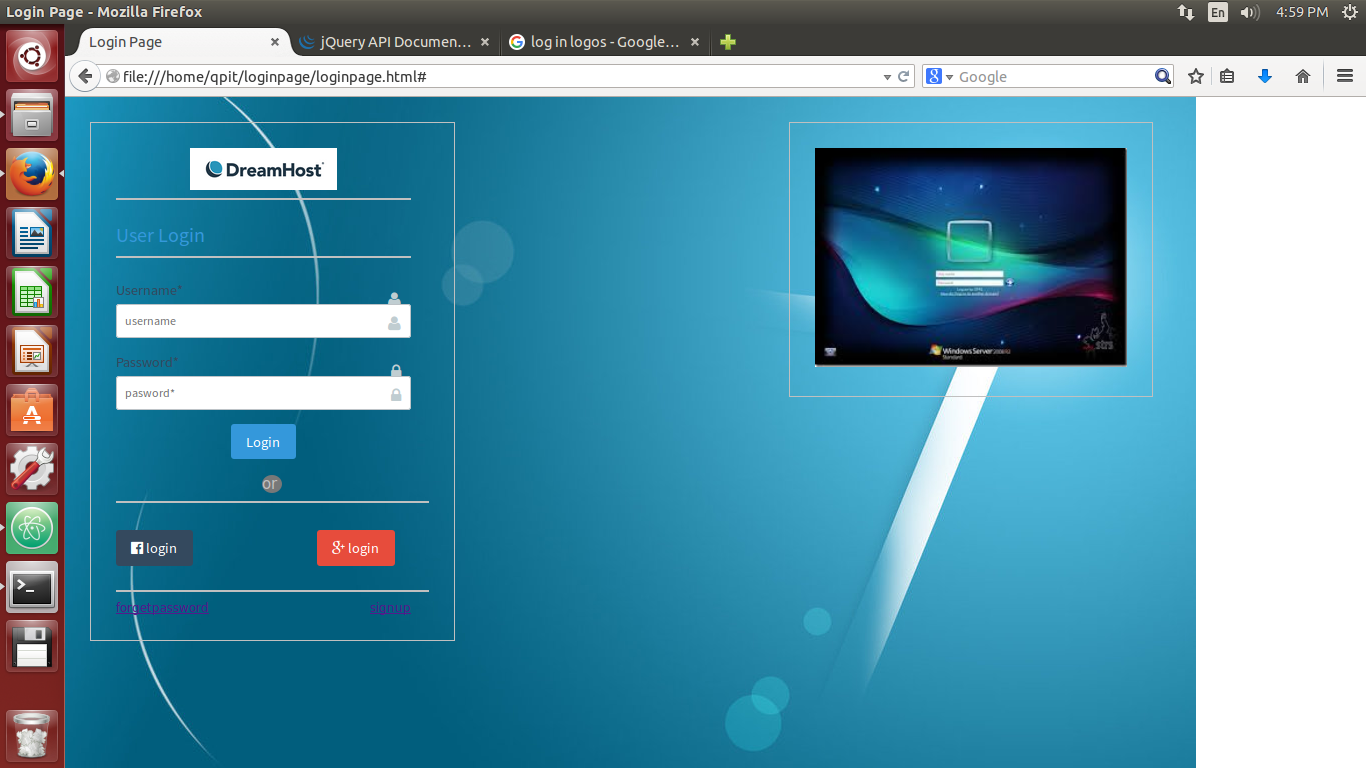 Login Page - Mozilla Firefox
En
4:59 PM
Login Page
jQuery API Documen...
log in logos - Google...
file:///home/qpit/loginpage/loginpage.html#
Google
DreamHost
User Login
Username*
username
Password*
pasword*
Login
or
login
g+ login
forgetpassword
signup
Windows Server 2008 R2
Standard
strs